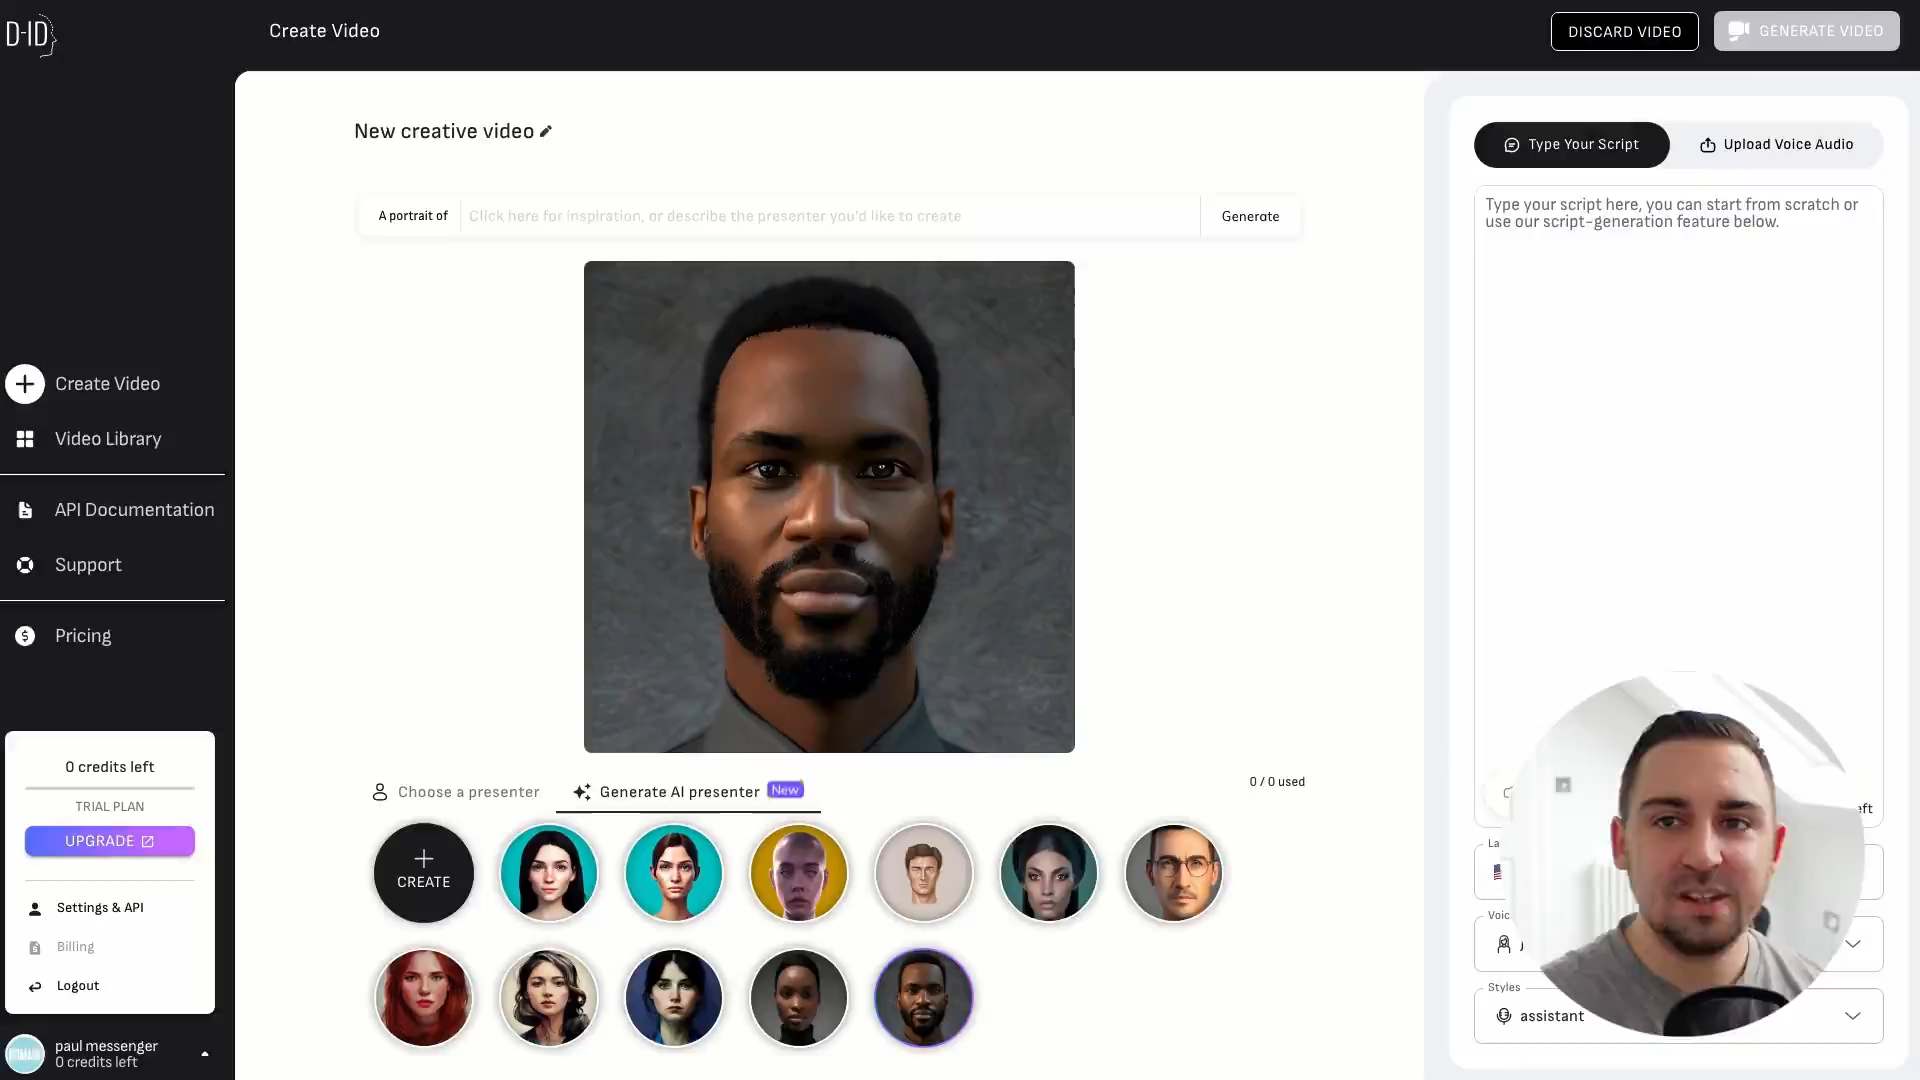 D-ID
Create Video
DISCARD VIDEO
GENERATE VIDEO
New creative video
A portrait of
Click here for inspiration, or describe the presenter you'd like to create
Generate
Type Your Script
Upload Voice Audio
Type your script here, you can start from scratch or
use our script-generation feature below.
Create Video
Video Library
API Documentation
Support
Pricing
0 credits left
TRIAL PLAN
UPGRADE
Settings & API
Billing
Logout
paul messenger
0 credits left
Choose a presenter
Generate AI presenter
New
0 / 0 used
+
CREATE
Styles
assistant